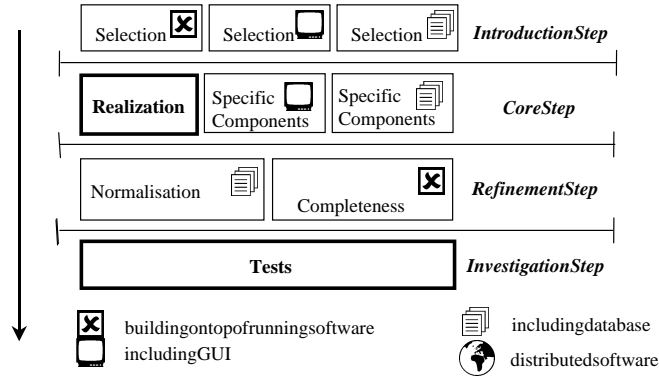 Selection Selection Selection IntroductionStep
Realization Specific Components Specific Components CoreStep
Normalisation Completeness RefinementStep
Tests InvestigationStep
buildingontopofrunningsoftware includingdatabase
includingGUI distributedsoftware